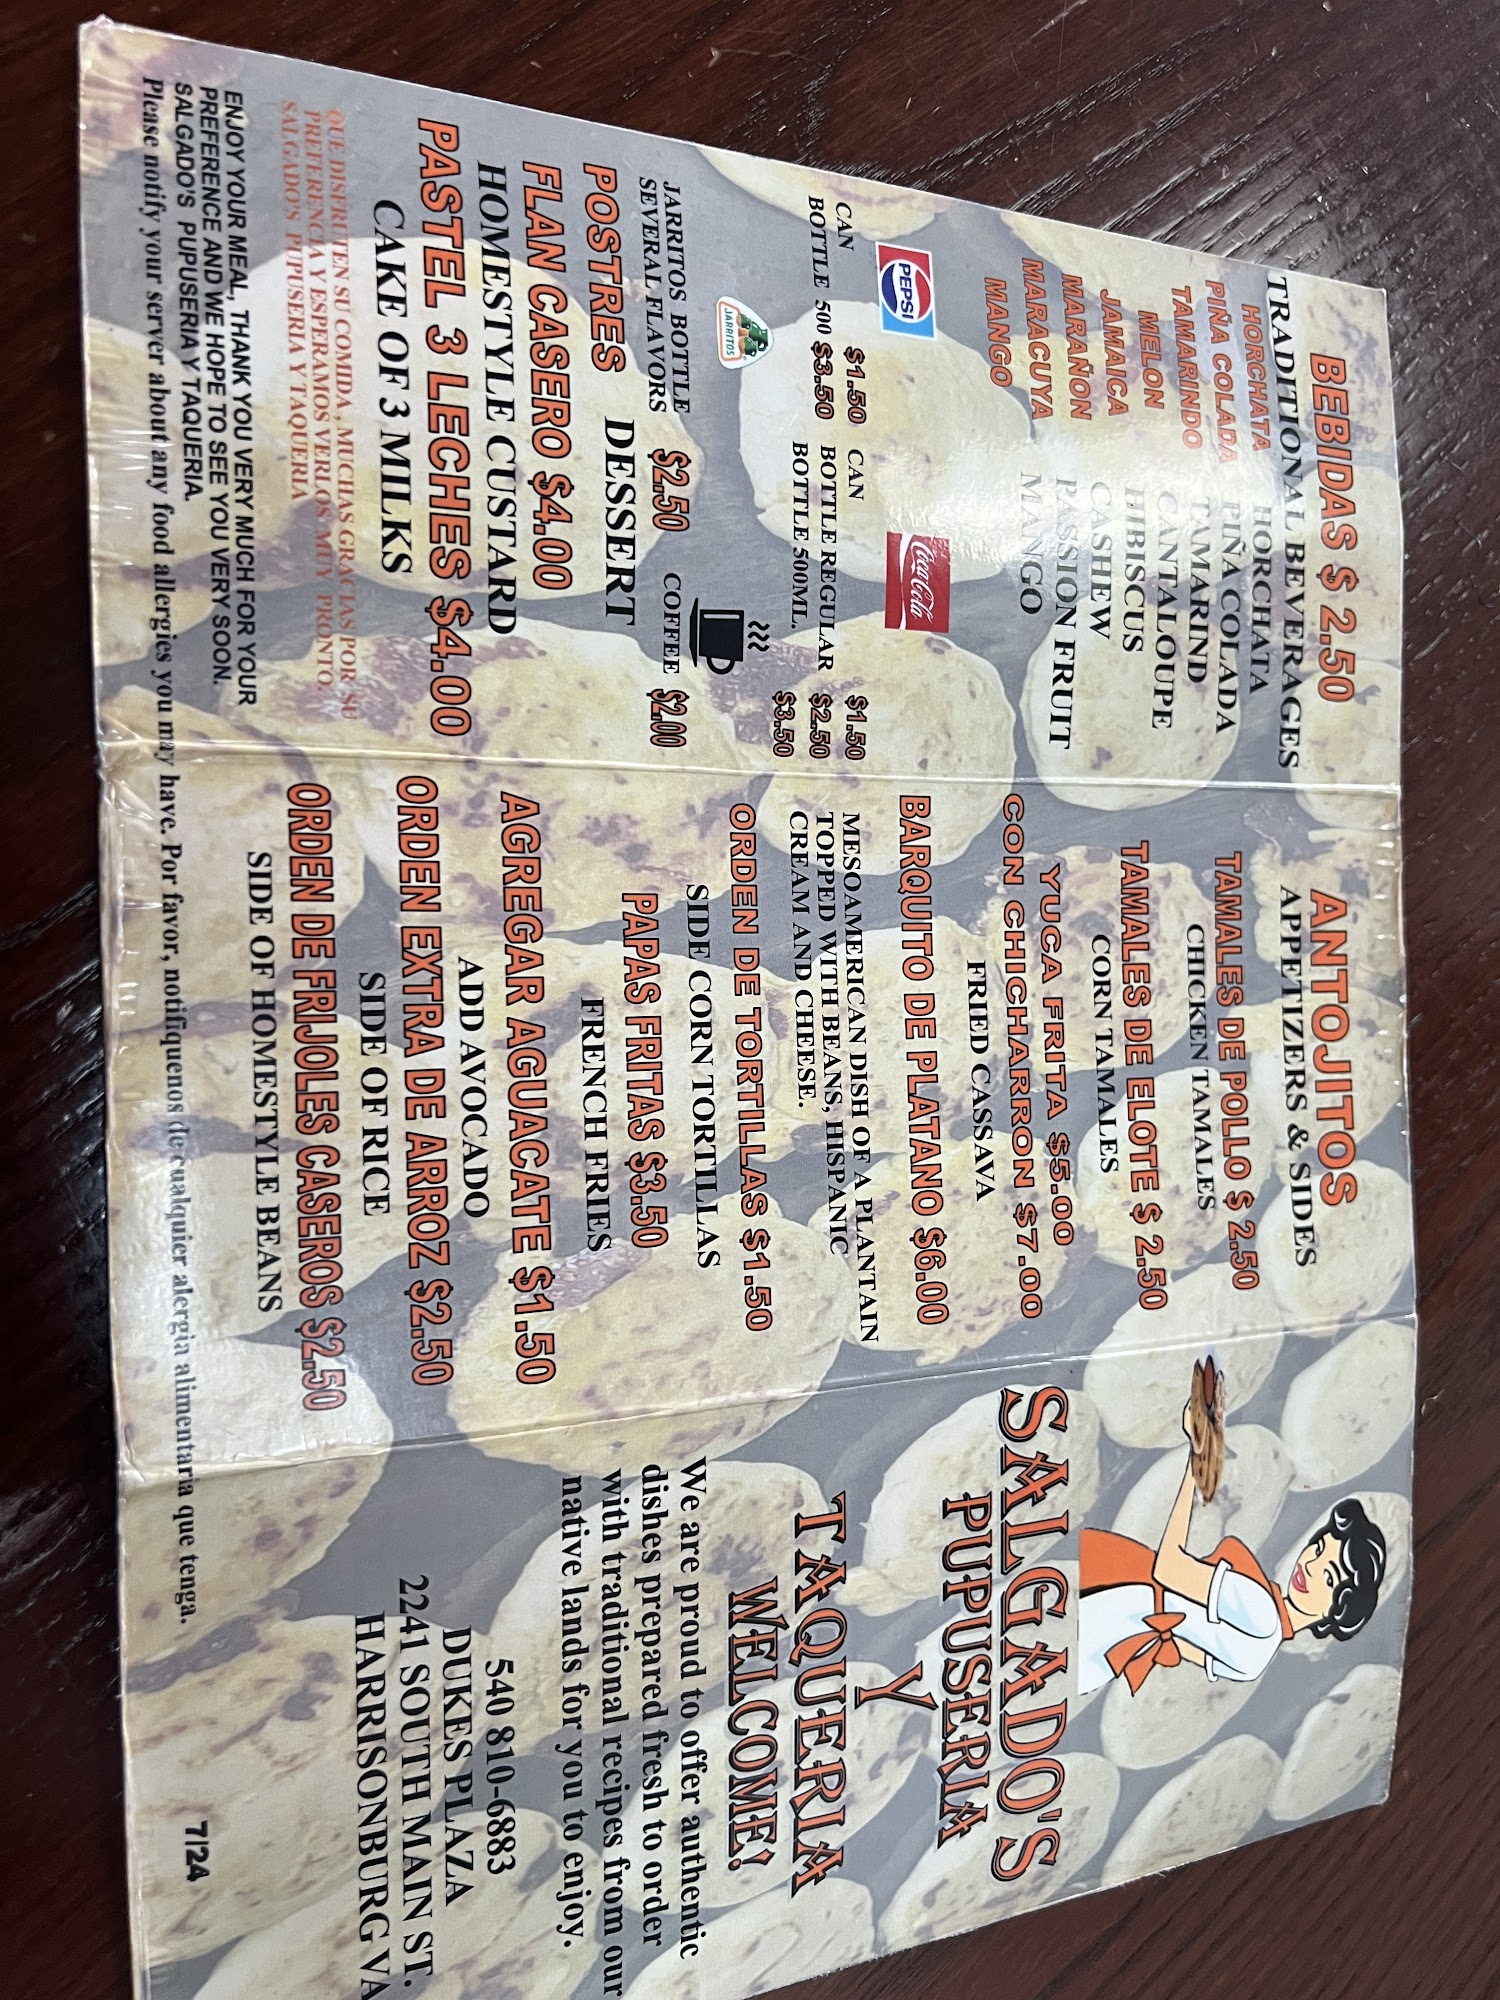 BEBIDAS $ 2.50
TRADITIONAL BEVERAGES
HORCHATA HORCHATA
PIÑA COLADA PIÑA COLADA
TAMARINDO TAMARIND
MELON CANTALOUPE
JAMAICA HIBISCUS
MARAÑON CASHEW
MARACUYA PASSION FRUIT
MANGO MANGO
PEPSI
Coca-Cola
CAN $1.50
BOTTLE 500 $3.50
CAN $1.50
BOTTLE REGULAR $2.50
BOTTLE 500ML. $3.50
JARRITOS
JARRITOS BOTTLE
SEVERAL FLAVORS $2.50
COFFEE $2.00
POSTRES DESSERT
FLAN CASERO $4.00
HOMESTYLE CUSTARD
PASTEL 3 LECHES $4.00
CAKE OF 3 MILKS
QUE DISFRUTEN SU COMIDA , MUCHAS GRACIAS POR SU
PREFERENCIA Y ESPERAMOS VERLOS MUY PRONTO.
SALGADO'S PUPUSERIA Y TAQUERIA
ENJOY YOUR MEAL, THANK YOU VERY MUCH FOR YOUR
PREFERENCE AND WE HOPE TO SEE YOU VERY SOON.
SALGADO'S PUPUSERIA Y TAQUERIA.
ANTOJITOS
APPETIZERS & SIDES
TAMALES DE POLLO $ 2.50
CHICKEN TAMALES
TAMALES DE ELOTE $ 2.50
CORN TAMALES
YUCA FRITA $5.00
CON CHICHARRON $7.00
FRIED CASSAVA
BARQUITO DE PLATANO $6.00
MESOAMERICAN DISH OF A PLANTAIN
TOPPED WITH BEANS, HISPANIC
CREAM AND CHEESE.
ORDEN DE TORTILLAS $1.50
SIDE CORN TORTILLAS
PAPAS FRITAS $3.50
FRENCH FRIES
AGREGAR AGUACATE $1.50
ADD AVOCADO
ORDEN EXTRA DE ARROZ $2.50
SIDE OF RICE
ORDEN DE FRIJOLES CASEROS $2.50
SIDE OF HOMESTYLE BEANS
SALGADO'S
PUPUSERIA
Y
TAQUERIA
WELCOME!
We are proud to offer authentic
dishes prepared fresh to order
with traditional recipes from our
native lands for you to enjoy.
540 810-6883
DUKES PLAZA
2241 SOUTH MAIN ST.
HARRISONBURG VA
Please notify your server about any food allergies you may have. Por favor, notifiquenos de cualquier alergia alimentaria que tenga.
7|24